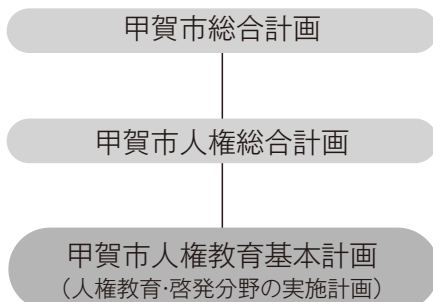 甲賀市総合計画
甲賀市人権総合計画
甲賀市人権教育基本計画
（人権教育･啓発分野の実施計画）